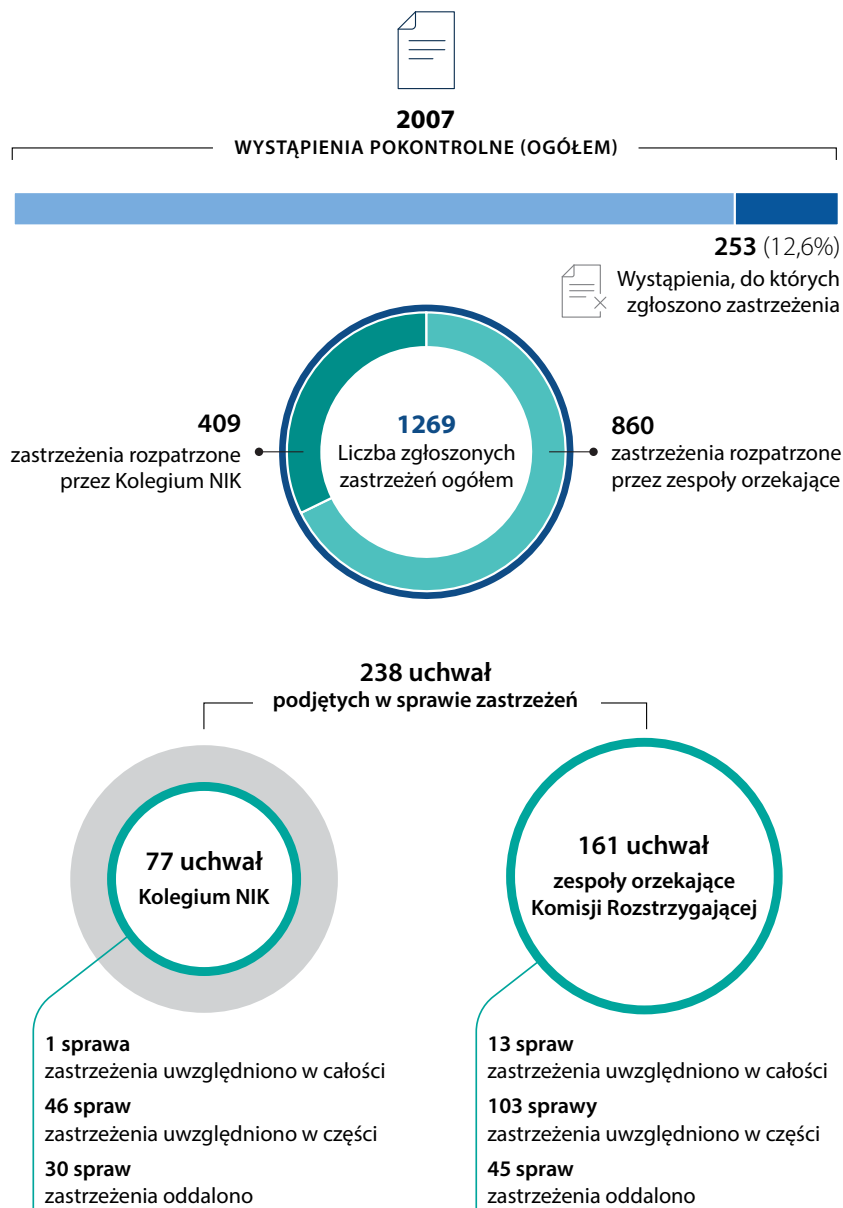 2007
WYSTĄPIENIA POKONTROLNE (OGÓŁEM)
253 (12,6%)
Wystąpienia, do których
zgłoszono zastrzeżenia
409
zastrzeżenia rozpatrzone
przez Kolegium NIK
1269
Liczba zgłoszonych
zastrzeżeń ogółem
860
zastrzeżenia rozpatrzone
przez zespoły orzekające
238 uchwał
podjętych w sprawie zastrzeżeń
77 uchwał
Kolegium NIK
1 sprawa
zastrzeżenia uwzględniono w całości
46 spraw
zastrzeżenia uwzględniono w części
30 spraw
zastrzeżenia oddalono
161 uchwał
zespoły orzekające
Komisji Rozstrzygającej
13 spraw
zastrzeżenia uwzględniono w całości
103 sprawy
zastrzeżenia uwzględniono w części
45 spraw
zastrzeżenia oddalono